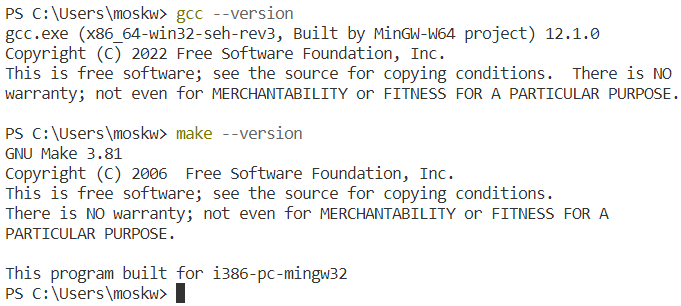 PS C:\Users\moskw> gcc --version
gcc.exe (x86_64-win32-seh-rev3, Built by MinGW-W64 project) 12.1.0
Copyright (C) 2022 Free Software Foundation, Inc.
This is free software; see the source for copying conditions.  There is NO
warranty; not even for MERCHANTABILITY or FITNESS FOR A PARTICULAR PURPOSE.

PS C:\Users\moskw> make --version
GNU Make 3.81
Copyright (C) 2006  Free Software Foundation, Inc.
This is free software; see the source for copying conditions.
There is NO warranty; not even for MERCHANTABILITY or FITNESS FOR A
PARTICULAR PURPOSE.

This program built for i386-pc-mingw32
PS C:\Users\moskw>